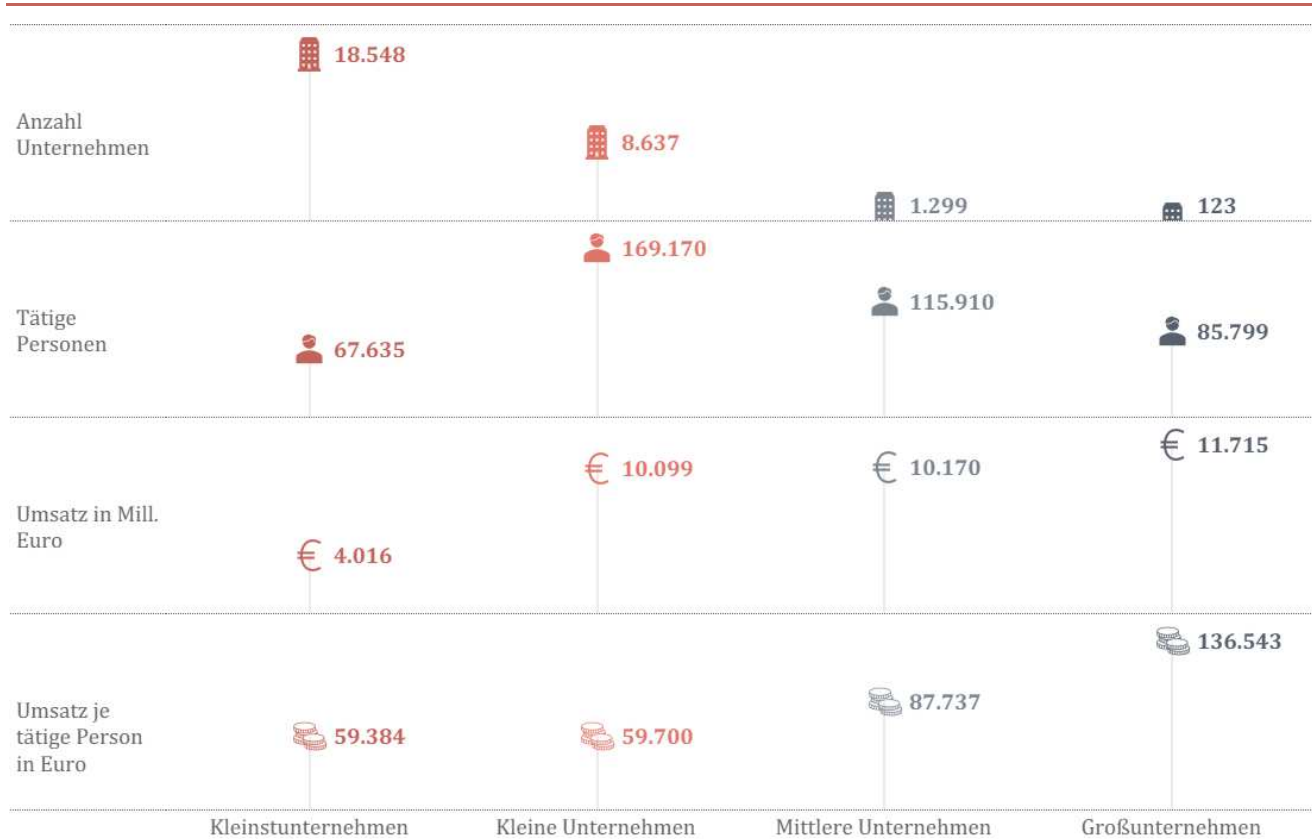 18.548
Anzahl
Unternehmen
8.637
1.299
123
169.170
115.910
Tätige
Personen
85.799
67.635
11.715
10.099
10.170
Umsatz in Mill.
Euro
4.016
136.543
87.737
Umsatz je
tätige Person
in Euro
59.384
59.700
Kleinstunternehmen
Kleine Unternehmen
Mittlere Unternehmen
Großunternehmen